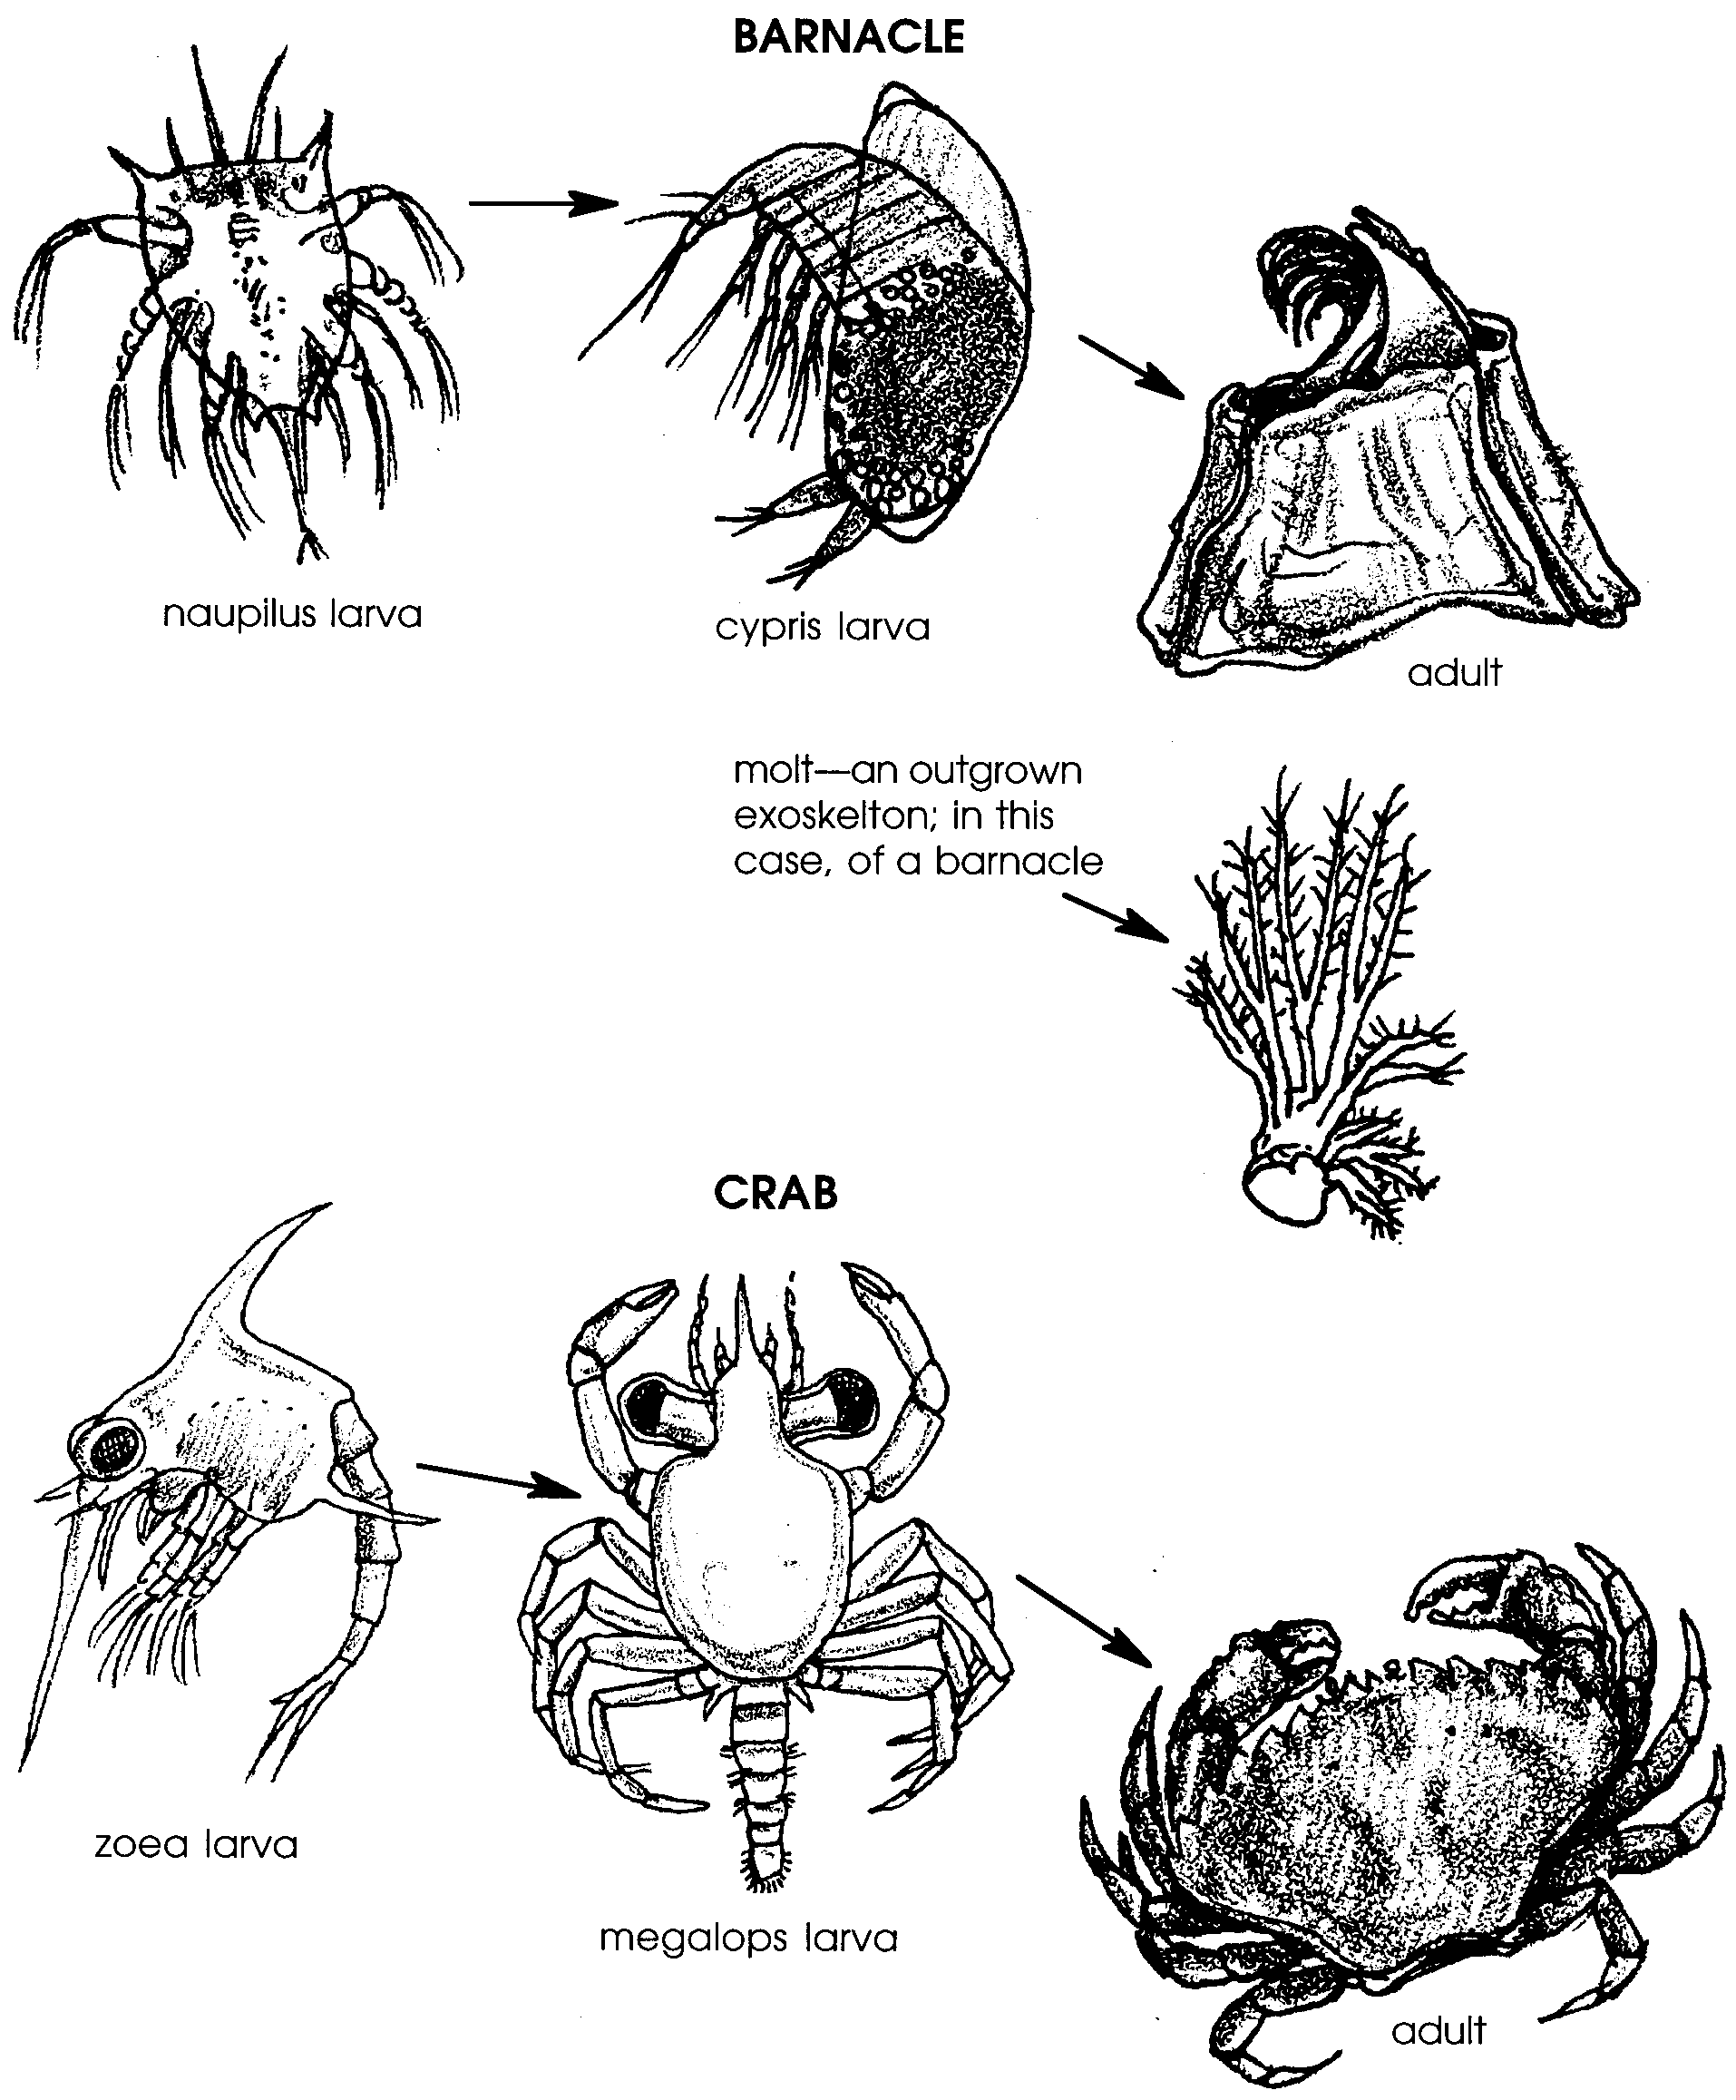 BARNACLE
naupilus larva
cypris larva
adult
molt—an outgrown
exoskelton; in this
case, of a barnacle
CRAB
zoea larva
megalops larva
adult